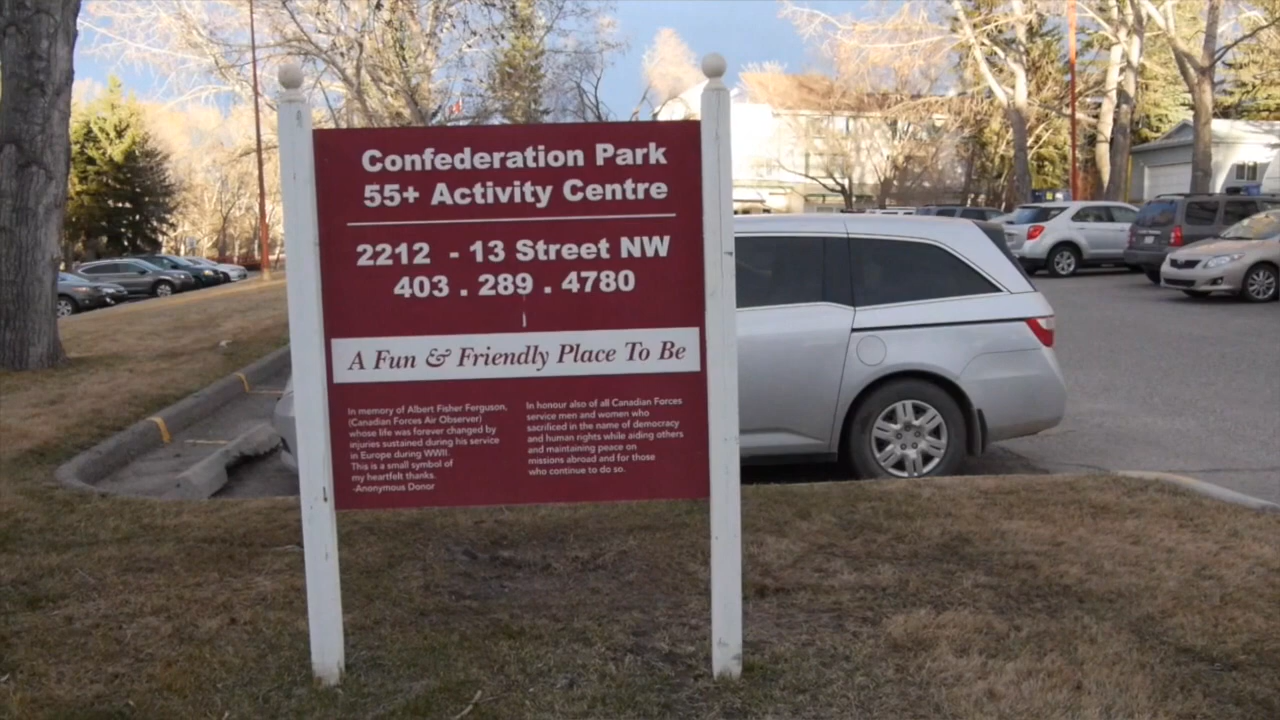 Confederation Park
55+ Activity Centre
2212 - 13 Street NW
403 . 289 . 4780
A Fun & Friendly Place To Be
In memory of Albert Fisher Ferguson,
(Canadian Forces Air Observer)
whose life was forever changed by
injuries sustained during his service
in Europe during WWII.
This is a small symbol of
my heartfelt thanks.
-Anonymous Donor
In honour also of all Canadian Forces
service men and women who
sacrificed in the name of democracy
and human rights while aiding others
and maintaining peace on
missions abroad and for those
who continue to do so.